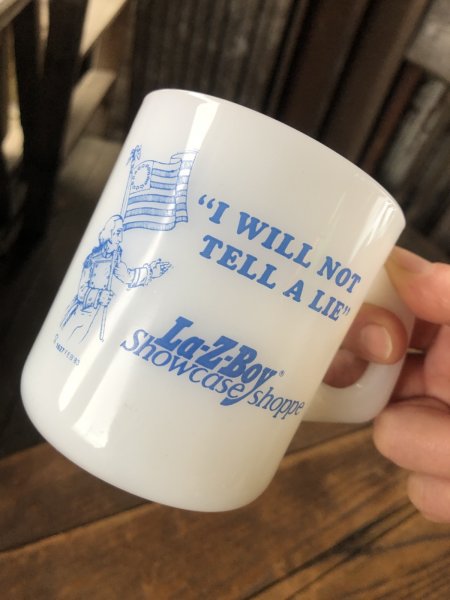 “I WILL NOT
TELL A LIE”
La-Z-Boy®
Showcase shoppe